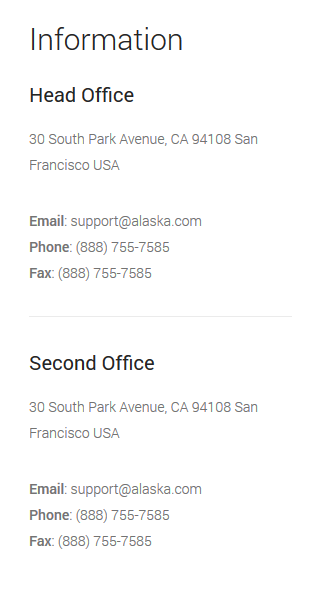 Information
Head Office
30 South Park Avenue, CA 94108 San
Francisco USA
Email: support@alaska.com
Phone: (888) 755-7585
Fax: (888) 755-7585
Second Office
30 South Park Avenue, CA 94108 San
Francisco USA
Email: support@alaska.com
Phone: (888) 755-7585
Fax: (888) 755-7585